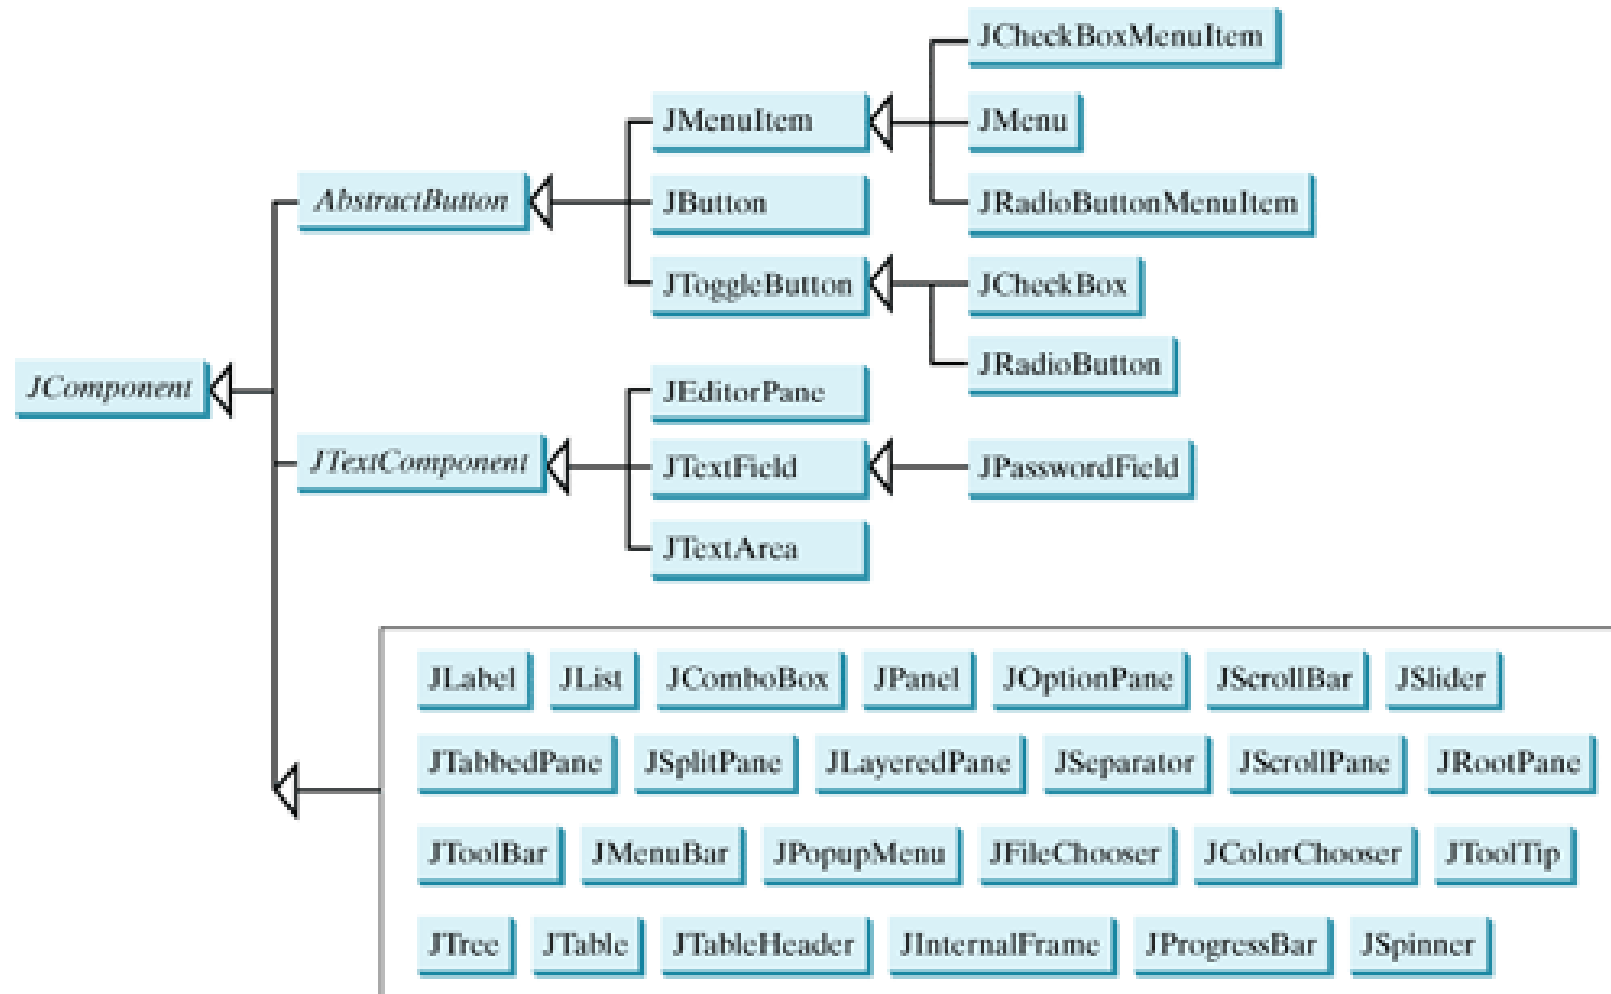 JCheckBoxMenuItem
JMenuItem
JMenu
AbstractButton
JButton
JRadioButtonMenuItem
JToggleButton
JCheckBox
JRadioButton
JComponent
JEditorPane
JTextComponent
JTextField
JPasswordField
JTextArea
JLabel JList JComboBox JPanel JOptionPane JScrollBar JSlider
JTabbedPane JSplitPane JLayeredPane JSeparator JScrollPane JRootPane
JToolBar JMenuBar JPopupMenu JFileChooser JColorChooser JToolTip
JTree JTable JTableHeader JInternalFrame JProgressBar JSpinner